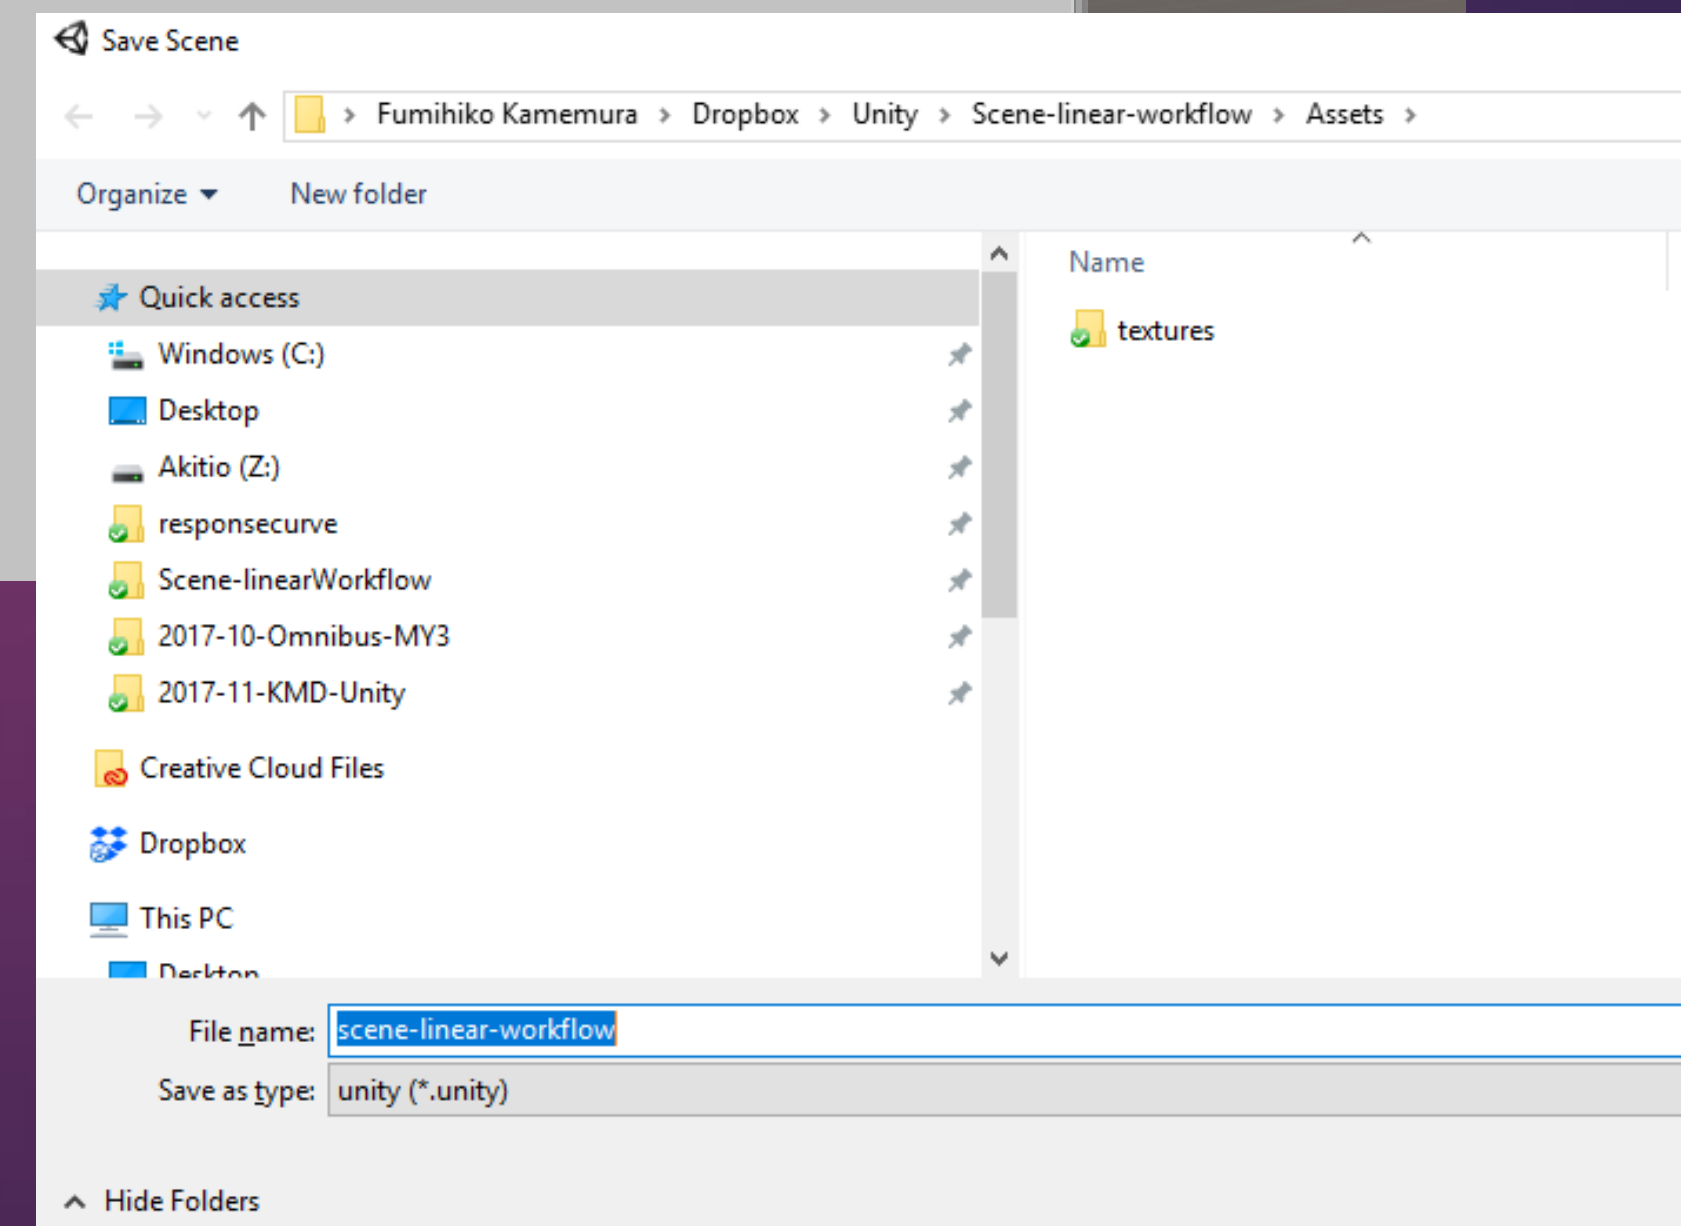 Save Scene
Fumihiko Kamemura > Dropbox > Unity > Scene-linear-workflow > Assets >
Organize New folder
Name
Quick access
textures
Windows (C:)
Desktop
Akitio (Z:)
responsecurve
Scene-linearWorkflow
2017-10-Omnibus-MY3
2017-11-KMD-Unity
Creative Cloud Files
Dropbox
This PC
Desktop
File name: scene-linear-workflow
Save as type: unity (*.unity)
Hide Folders